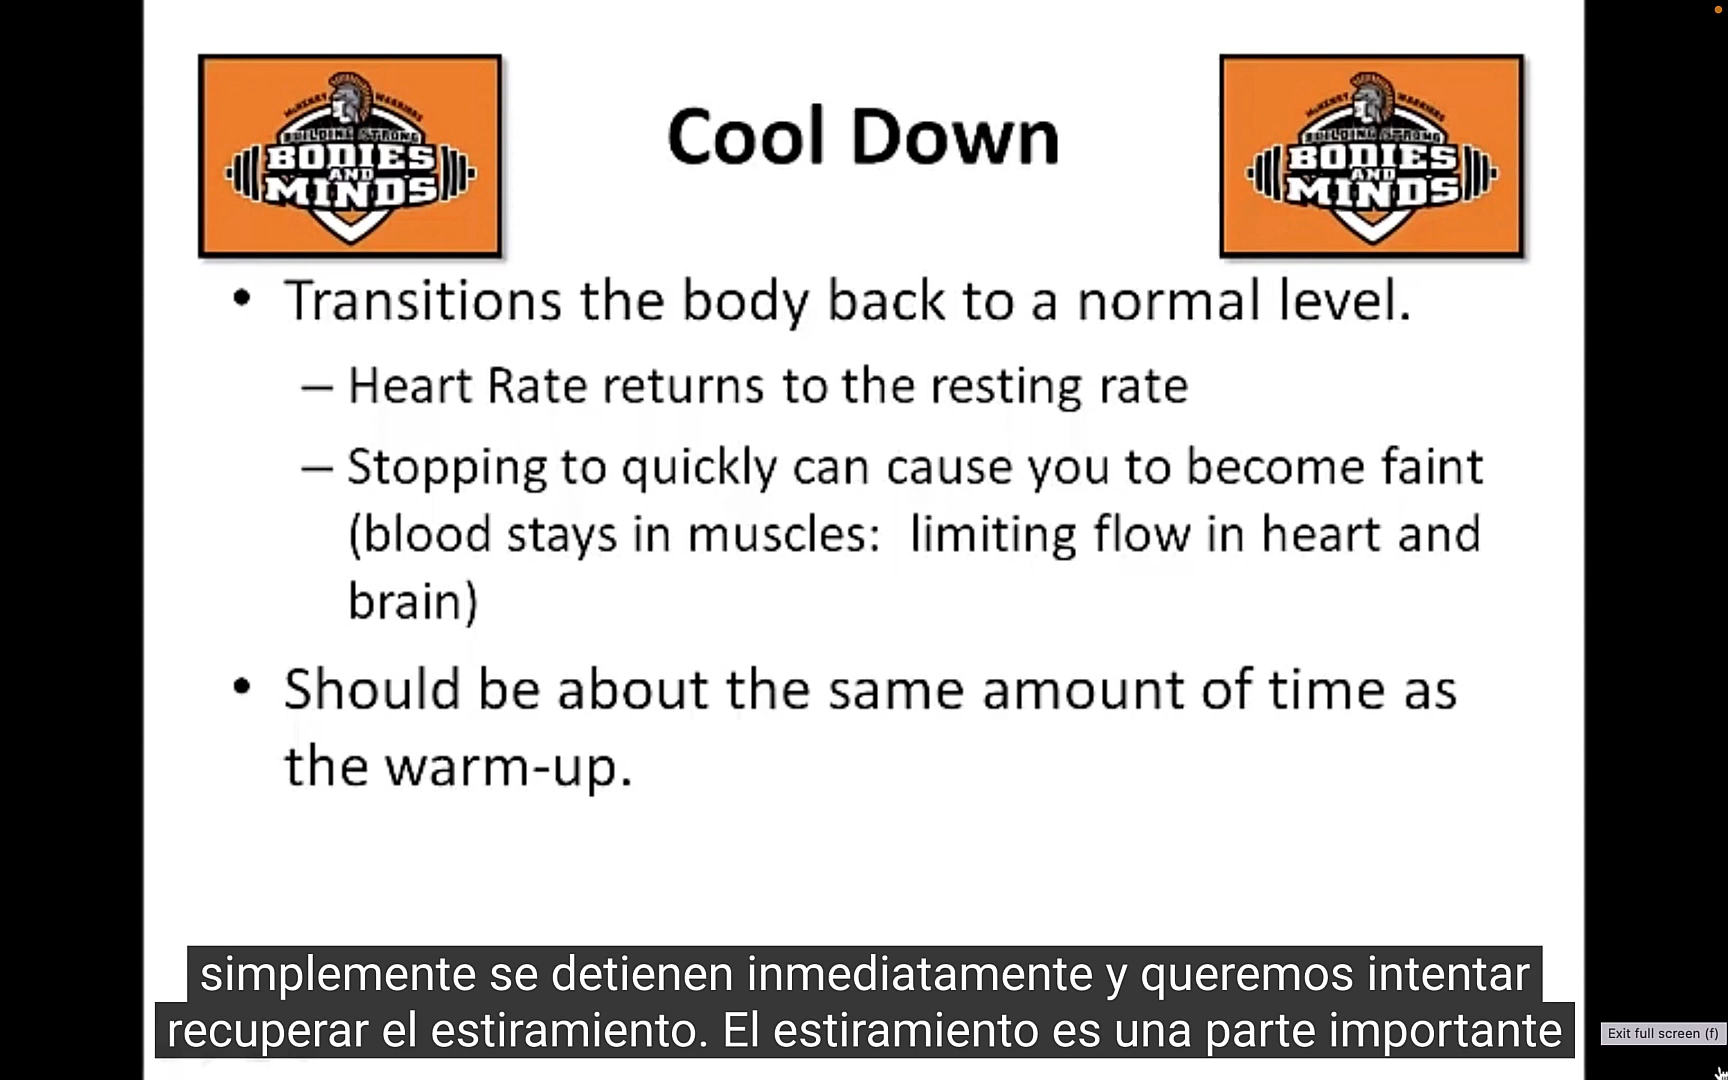 McHENRY WARRIORS
BUILDING STRONG
BODIES
AND
MINDS
Cool Down
McHENRY WARRIORS
BUILDING STRONG
BODIES
AND
MINDS
• Transitions the body back to a normal level.
– Heart Rate returns to the resting rate
– Stopping to quickly can cause you to become faint
(blood stays in muscles:  limiting flow in heart and
brain)
• Should be about the same amount of time as
the warm-up.
simplemente se detienen inmediatamente y queremos intentar
recuperar el estiramiento. El estiramiento es una parte importante
Exit full screen (f)